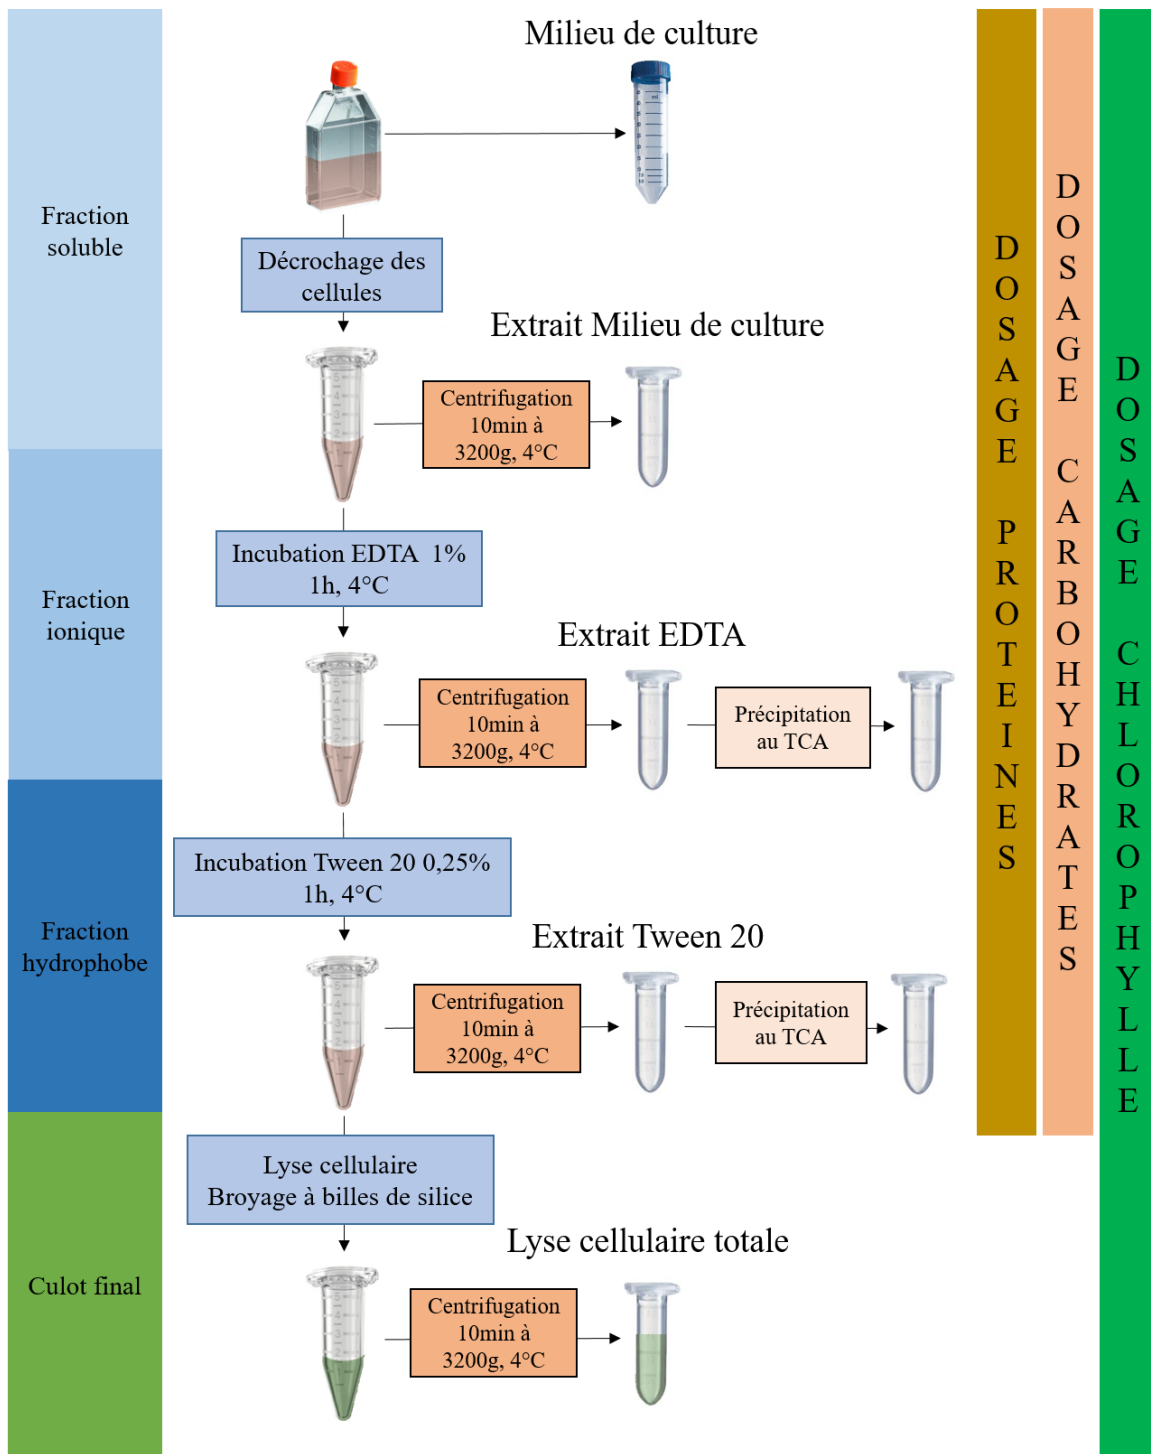 Milieu de culture
Fraction
soluble
Décrochage des
cellules
Extrait Milieu de culture
Centrifugation
10min à
3200g, 4°C
Incubation EDTA 1%
1h, 4°C
Fraction
ionique
Extrait EDTA
Centrifugation
10min à
3200g, 4°C
Précipitation
au TCA
Incubation Tween 20 0,25%
1h, 4°C
Fraction
hydrophobe
Extrait Tween 20
Centrifugation
10min à
3200g, 4°C
Précipitation
au TCA
Lyse cellulaire
Broyage à billes de silice
Culot final
Lyse cellulaire totale
Centrifugation
10min à
3200g, 4°C
DOSAGE PROTEINES
DOSAGE CARBOHYDRATES
DOSAGE CHLOROPHYLLE